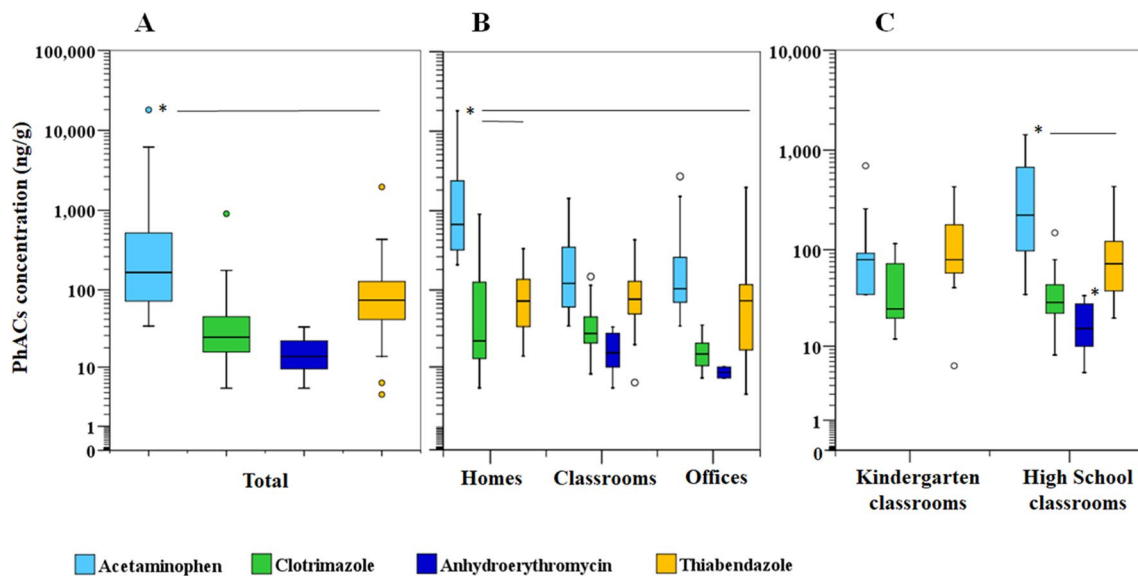 A B C
PhACs concentration (ng/g)
100,000
10,000
1,000
100
10
1
0
*
*
10,000
1,000
100
10
1
0
*
*
Total
Homes Classrooms Offices
Kindergarten High School
classrooms classrooms
Acetaminophen Clotrimazole Anhydroerythromycin Thiabendazole